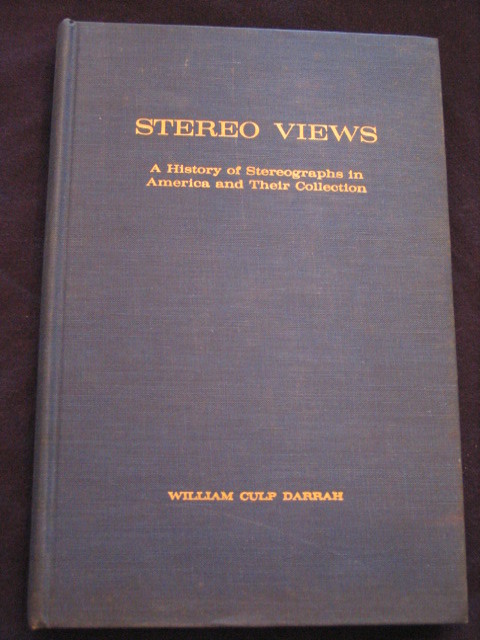 STEREO VIEWS
A History of Stereographs in
America and Their Collection
WILLIAM CULP DARRAH